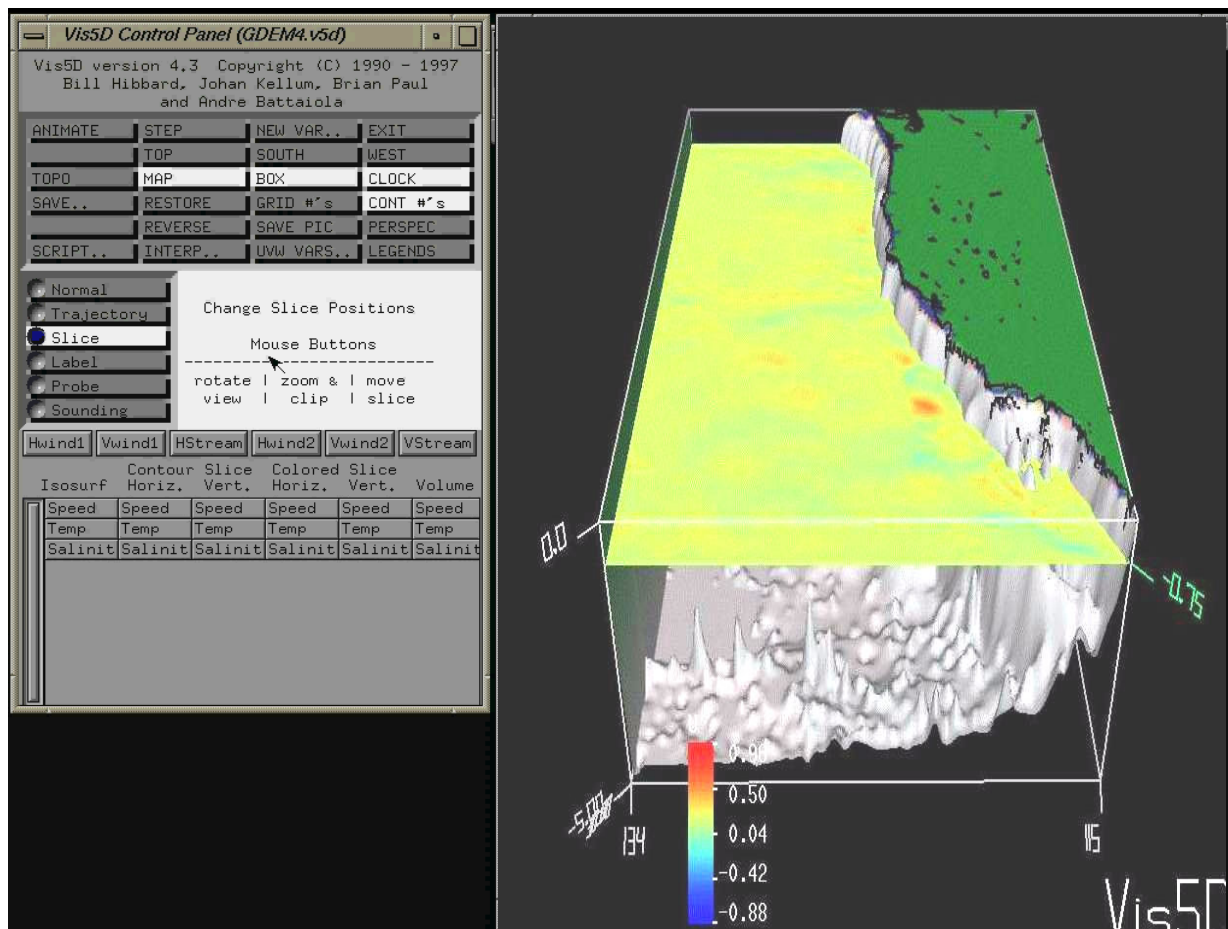 Vis5D Control Panel (GDEM4.v5d)
Vis5D version 4.3 Copyright (C) 1990 - 1997
Bill Hibbard, Johan Kellum, Brian Paul
and Andre Battaiola
ANIMATE STEP NEW VAR.. EXIT
TOP SOUTH WEST
TOPO MAP BOX CLOCK
SAVE.. RESTORE GRID #'s CONT #'s
REVERSE SAVE PIC PERSPEC
SCRIPT.. INTERP.. UVW VARS.. LEGENDS
Normal
Trajectory
Slice
Label
Probe
Sounding
Change Slice Positions
Mouse Buttons
---------------------------
rotate | zoom & | move
view | clip | slice
Hwind1 Vwind1 HStream Hwind2 Vwind2 VStream
Contour Slice Colored Slice
Isosurf Horiz. Vert. Horiz. Vert. Volume
Speed Speed Speed Speed Speed Speed
Temp Temp Temp Temp Temp Temp
Salinit Salinit Salinit Salinit Salinit Salinit
0.0
-0.75
-5.00
134
115
0.96
0.50
0.04
-0.42
-0.88
Vis5D